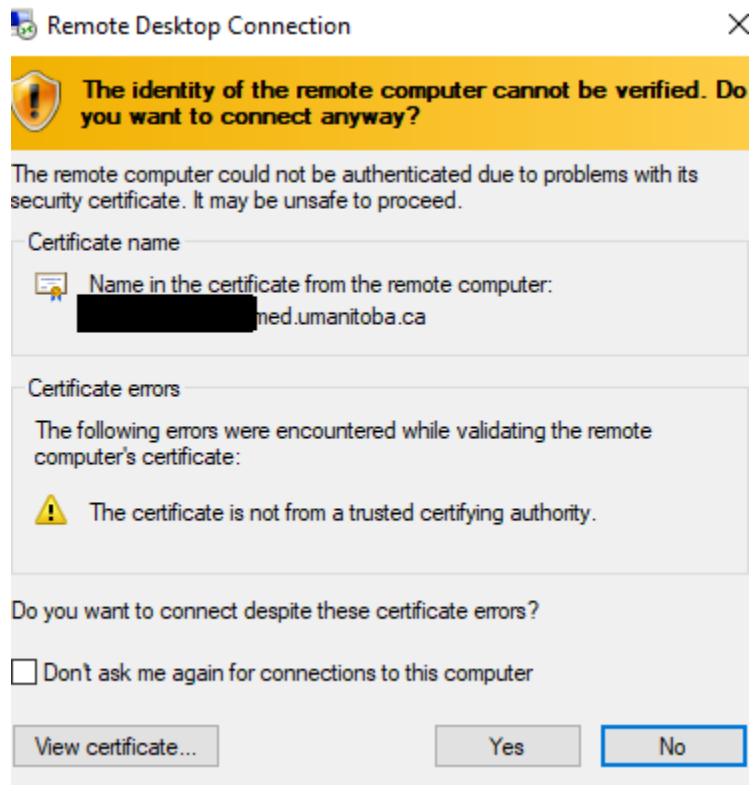 Remote Desktop Connection
The identity of the remote computer cannot be verified. Do
you want to connect anyway?
The remote computer could not be authenticated due to problems with its
security certificate. It may be unsafe to proceed.
Certificate name
Name in the certificate from the remote computer:
med.umanitoba.ca
Certificate errors
The following errors were encountered while validating the remote
computer's certificate:
The certificate is not from a trusted certifying authority.
Do you want to connect despite these certificate errors?
Don't ask me again for connections to this computer
View certificate...
Yes
No